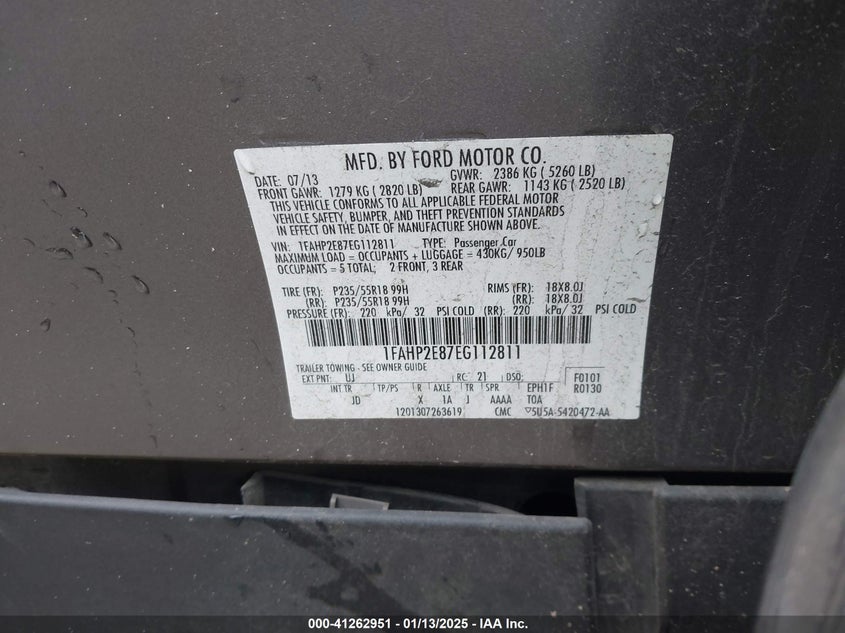 MFD. BY FORD MOTOR CO.
DATE: 07/13 GVWR: 2386 KG ( 5260 LB)
FRONT GAWR: 1279 KG ( 2820 LB) REAR GAWR: 1143 KG ( 2520 LB)
THIS VEHICLE CONFORMS TO ALL APPLICABLE FEDERAL MOTOR
VEHICLE SAFETY, BUMPER, AND THEFT PREVENTION STANDARDS
IN EFFECT ON THE DATE OF MANUFACTURE SHOWN ABOVE.
VIN: 1FAHP2E87EG112811 TYPE: Passenger Car
MAXIMUM LOAD = OCCUPANTS + LUGGAGE = 430KG/ 950LB
OCCUPANTS = 5 TOTAL; 2 FRONT, 3 REAR
TIRE (FR): P235/55R18 99H RIMS (FR): 18X8.0J
(RR): P235/55R18 99H (RR): 18X8.0J
PRESSURE (FR): 220 kPa/ 32 PSI COLD (RR): 220 kPa/ 32 PSI COLD
1FAHP2E87EG112811
TRAILER TOWING - SEE OWNER GUIDE
EXT PNT: UJ RC: 21 DSO: F0101
INT TR TP/PS R AXLE TR SPR EPH1F R0130
JD X 1A J AAAA TOA
1201307263619 CMC ▽5U5A-5420472-AA
000-41262951 - 01/13/2025 - IAA Inc.